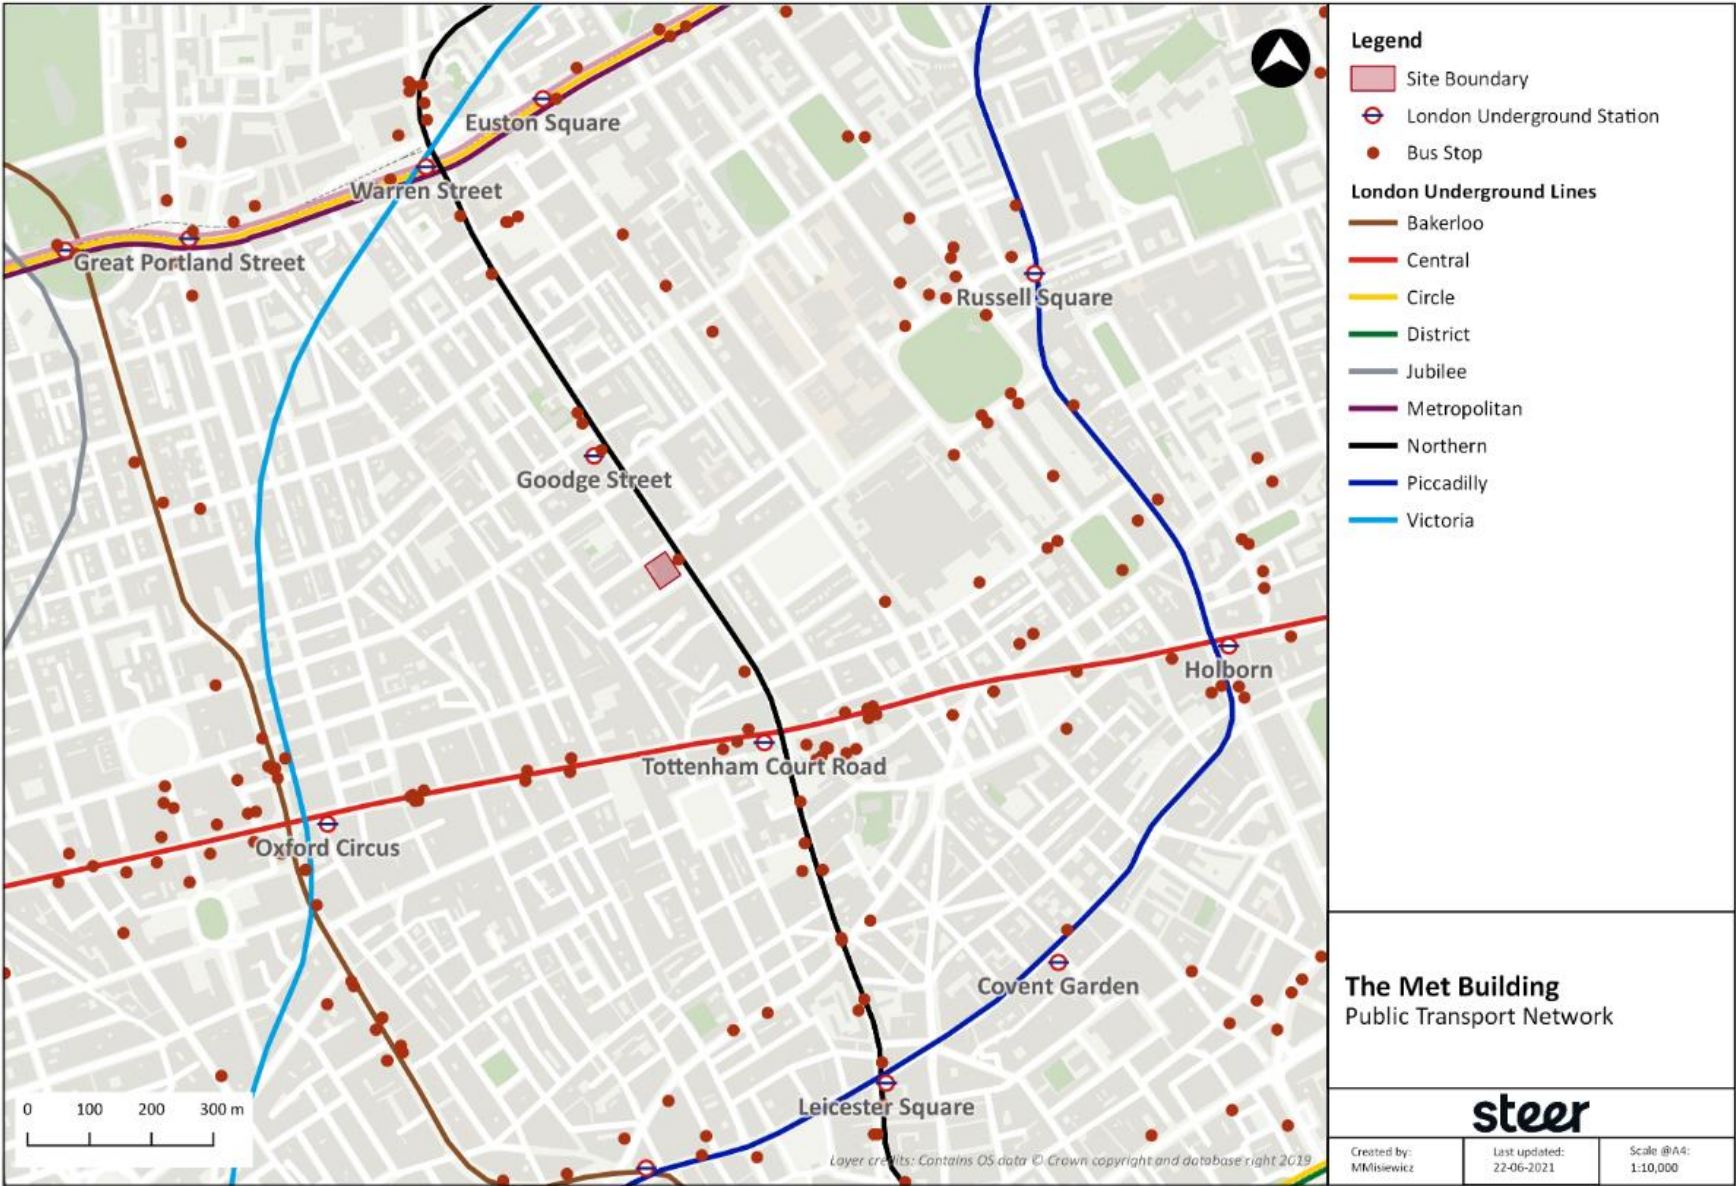 Euston Square
Warren Street
Great Portland Street
Russell Square
Goodge Street
Holborn
Tottenham Court Road
Oxford Circus
Covent Garden
Leicester Square
0 100 200 300 m
Layer credits: Contains OS data © Crown copyright and database right 2019
Legend
Site Boundary
London Underground Station
Bus Stop
London Underground Lines
Bakerloo
Central
Circle
District
Jubilee
Metropolitan
Northern
Piccadilly
Victoria
The Met Building
Public Transport Network
steer
Created by:
MMisiewicz
Last updated:
22-06-2021
Scale @A4:
1:10,000